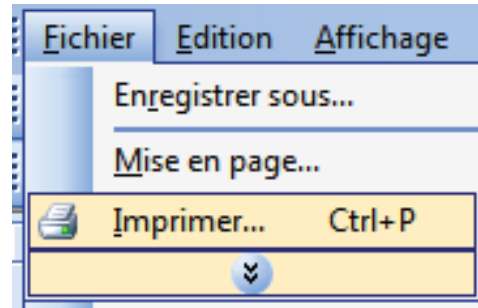 Fichier Edition Affichage
Enregistrer sous...
Mise en page...
Imprimer... Ctrl+P